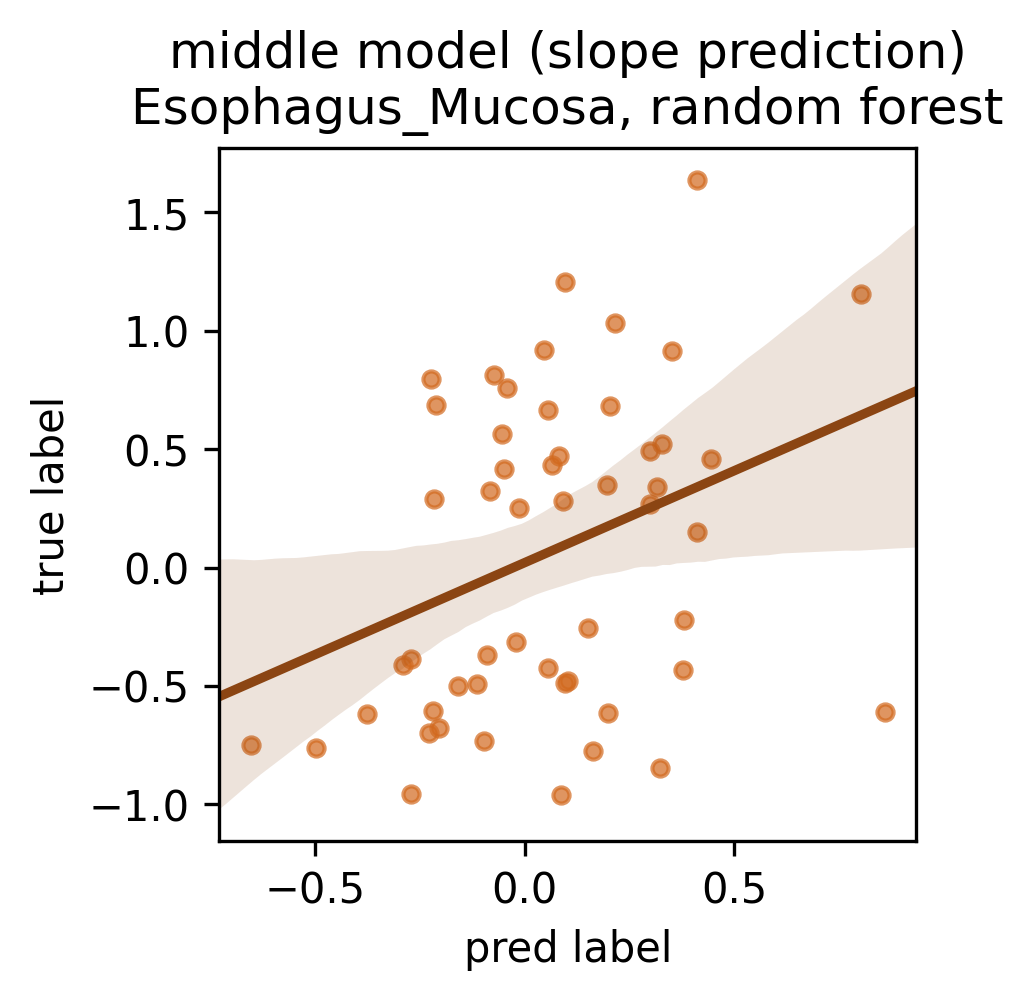 middle model (slope prediction)
Esophagus_Mucosa, random forest
1.5
1.0
0.5
0.0
−0.5
−1.0
true label
−0.5 0.0 0.5
pred label